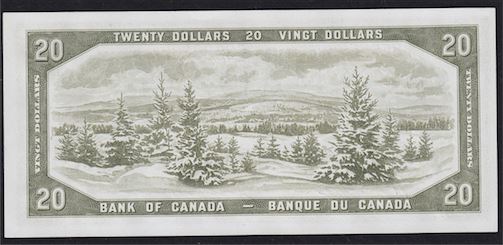 20 TWENTY DOLLARS 20 VINGT DOLLARS 20
VINGT DOLLARS
TWENTY DOLLARS
20 BANK OF CANADA – BANQUE DU CANADA 20